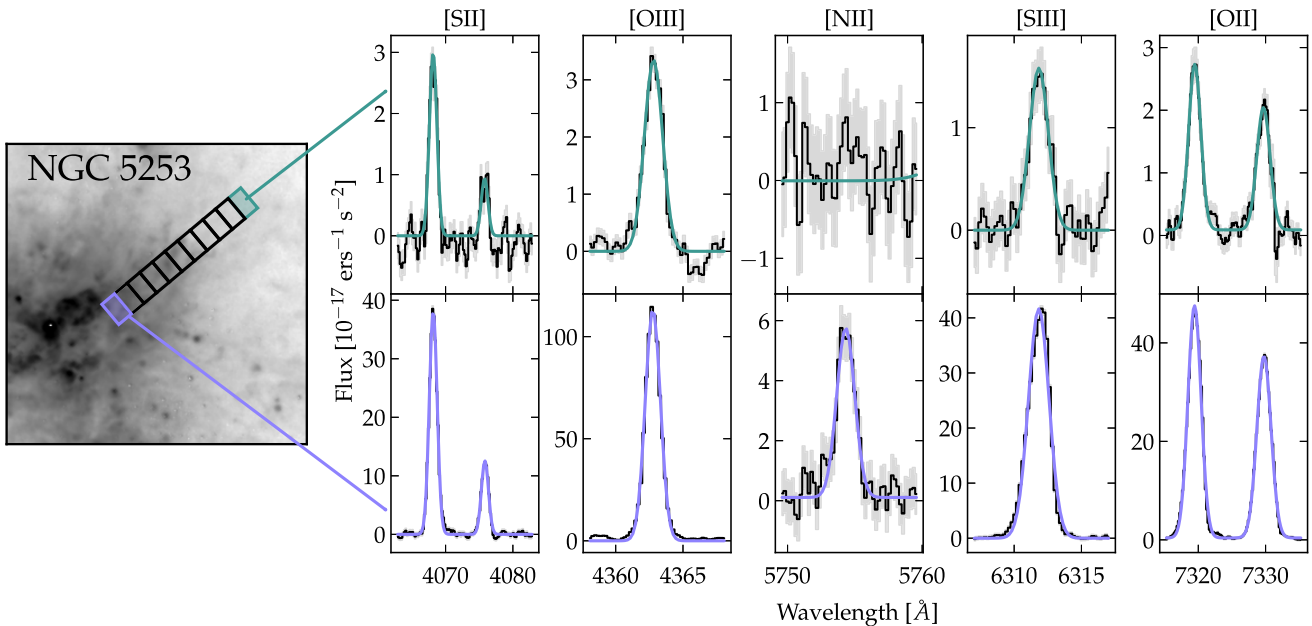 [SII] [OIII] [NII] [SIII] [OII]
NGC 5253
Flux [10⁻¹⁷ ers⁻¹ s⁻²]
3 3 1 1 3
2 2 0 0 2
1 1 −1 1
0 0 0
40 100 6 40 40
30 50 4 30 20
20 0 2 20 0
10 0 10
0 0
4070 4080 4360 4365 5750 5760 6310 6315 7320 7330
Wavelength [Å]